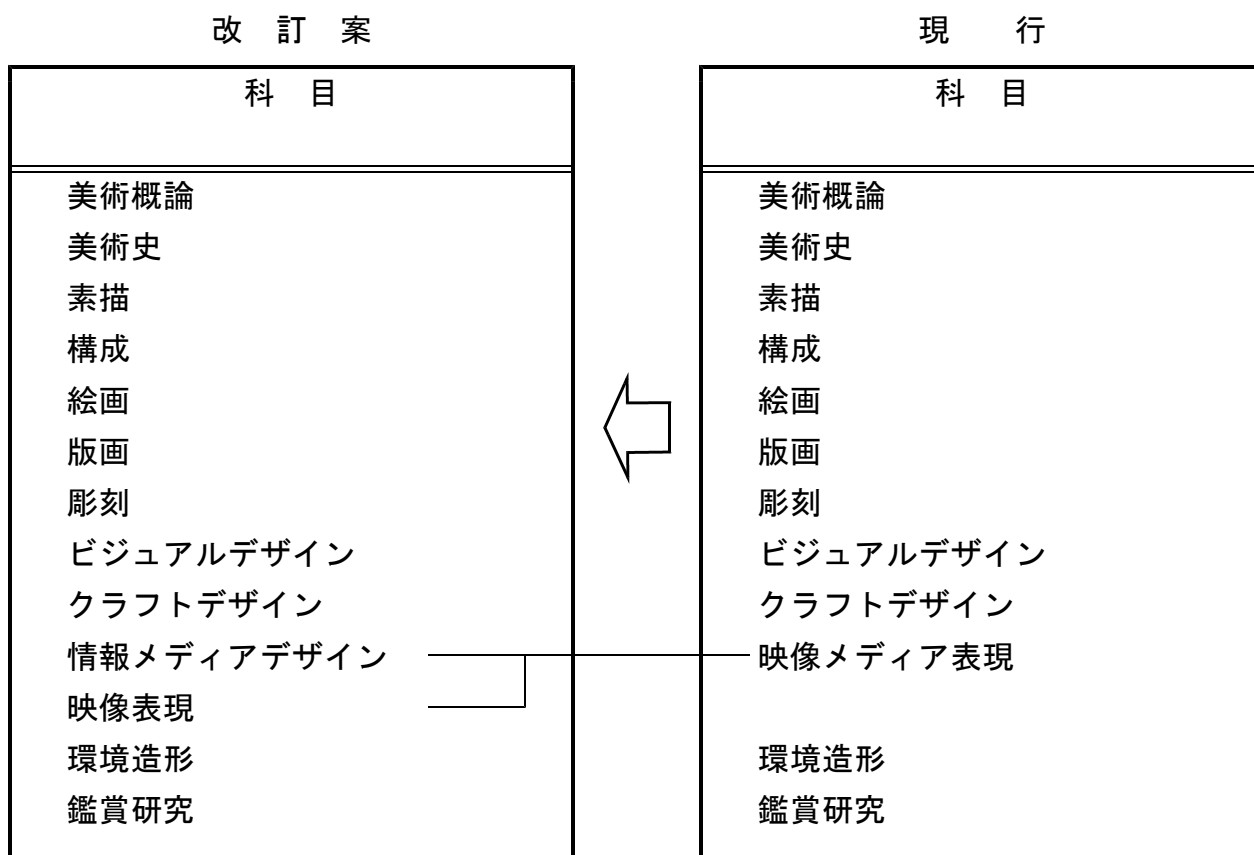 改訂案
科目
美術概論
美術史
素描
構成
絵画
版画
彫刻
ビジュアルデザイン
クラフトデザイン
情報メディアデザイン
映像表現
環境造形
鑑賞研究
現行
科目
美術概論
美術史
素描
構成
絵画
版画
彫刻
ビジュアルデザイン
クラフトデザイン
映像メディア表現
環境造形
鑑賞研究